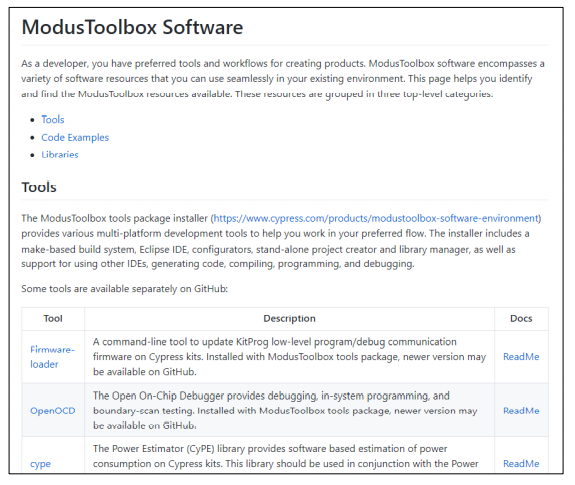 ModusToolbox Software
As a developer, you have preferred tools and workflows for creating products. ModusToolbox software encompasses a
variety of software resources that you can use seamlessly in your existing environment. This page helps you identify
and find the ModusToolbox resources available. These resources are grouped in three top-level categories:
• Tools
• Code Examples
• Libraries
Tools
The ModusToolbox tools package installer (https://www.cypress.com/products/modustoolbox-software-environment)
provides various multi-platform development tools to help you work in your preferred flow. The installer includes a
make-based build system, Eclipse IDE, configurators, stand-alone project creator and library manager, as well as
support for using other IDEs, generating code, compiling, programming, and debugging.
Some tools are available separately on GitHub:
Tool Description Docs
Firmware-loader A command-line tool to update KitProg low-level program/debug communication
firmware on Cypress kits. Installed with ModusToolbox tools package, newer version may
be available on GitHub. ReadMe
OpenOCD The Open On-Chip Debugger provides debugging, in-system programming, and
boundary-scan testing. Installed with ModusToolbox tools package, newer version may
be available on GitHub. ReadMe
cype The Power Estimator (CyPE) library provides software based estimation of power
consumption on Cypress kits. This library should be used in conjunction with the Power ReadMe